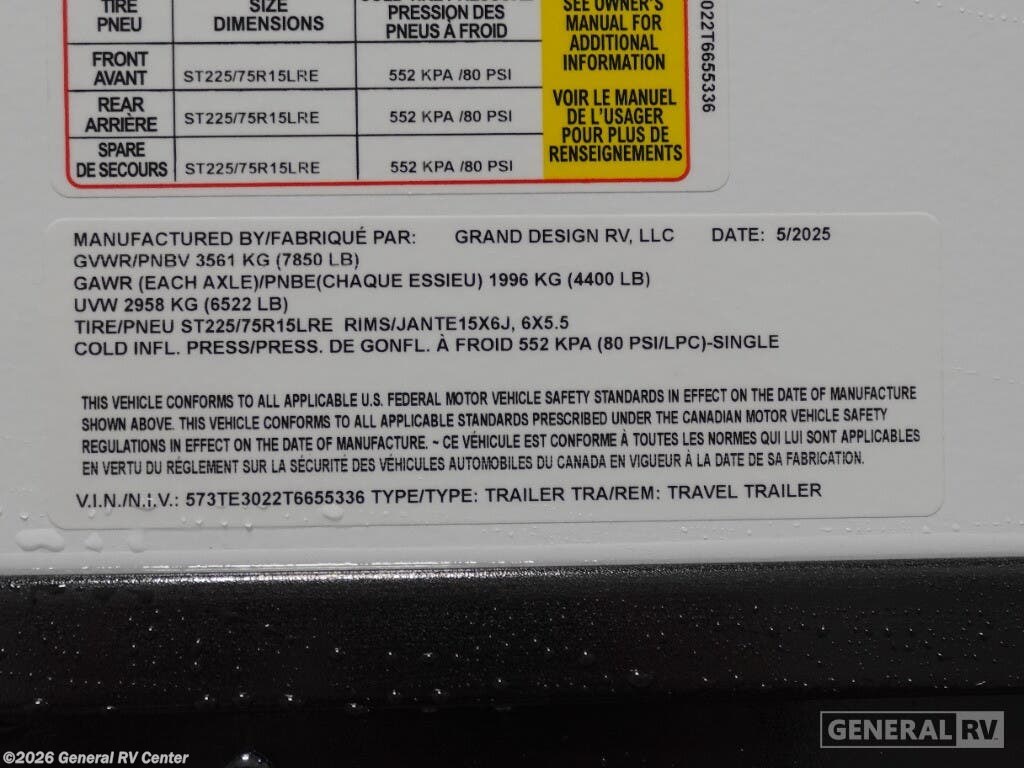 TIRE SIZE
PNEU DIMENSIONS PRESSION DES
PNEUS À FROID
FRONT
AVANT ST225/75R15LRE 552 KPA /80 PSI
REAR
ARRIÈRE ST225/75R15LRE 552 KPA /80 PSI
SPARE
DE SECOURS ST225/75R15LRE 552 KPA /80 PSI
SEE OWNER'S
MANUAL FOR
ADDITIONAL
INFORMATION
VOIR LE MANUEL
DE L'USAGER
POUR PLUS DE
RENSEIGNEMENTS
022T6655336
MANUFACTURED BY/FABRIQUÉ PAR: GRAND DESIGN RV, LLC DATE: 5/2025
GVWR/PNBV 3561 KG (7850 LB)
GAWR (EACH AXLE)/PNBE(CHAQUE ESSIEU) 1996 KG (4400 LB)
UVW 2958 KG (6522 LB)
TIRE/PNEU ST225/75R15LRE RIMS/JANTE15X6J, 6X5.5
COLD INFL. PRESS/PRESS. DE GONFL. À FROID 552 KPA (80 PSI/LPC)-SINGLE
THIS VEHICLE CONFORMS TO ALL APPLICABLE U.S. FEDERAL MOTOR VEHICLE SAFETY STANDARDS IN EFFECT ON THE DATE OF MANUFACTURE
SHOWN ABOVE. THIS VEHICLE CONFORMS TO ALL APPLICABLE STANDARDS PRESCRIBED UNDER THE CANADIAN MOTOR VEHICLE SAFETY
REGULATIONS IN EFFECT ON THE DATE OF MANUFACTURE. ~ CE VÉHICULE EST CONFORME À TOUTES LES NORMES QUI LUI SONT APPLICABLES
EN VERTU DU RÉGLEMENT SUR LA SÉCURITÉ DES VÉHICULES AUTOMOBILES DU CANADA EN VIGUEUR À LA DATE DE SA FABRICATION.
V.I.N./N.I.V.: 573TE3022T6655336 TYPE/TYPE: TRAILER TRA/REM: TRAVEL TRAILER
GENERAL RV
©2026 General RV Center